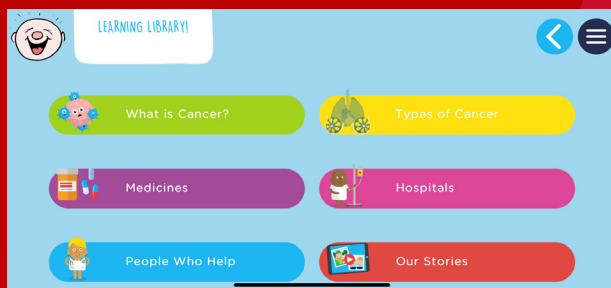 LEARNING LIBRARY!
What is Cancer?
Types of Cancer
Medicines
Hospitals
People Who Help
Our Stories